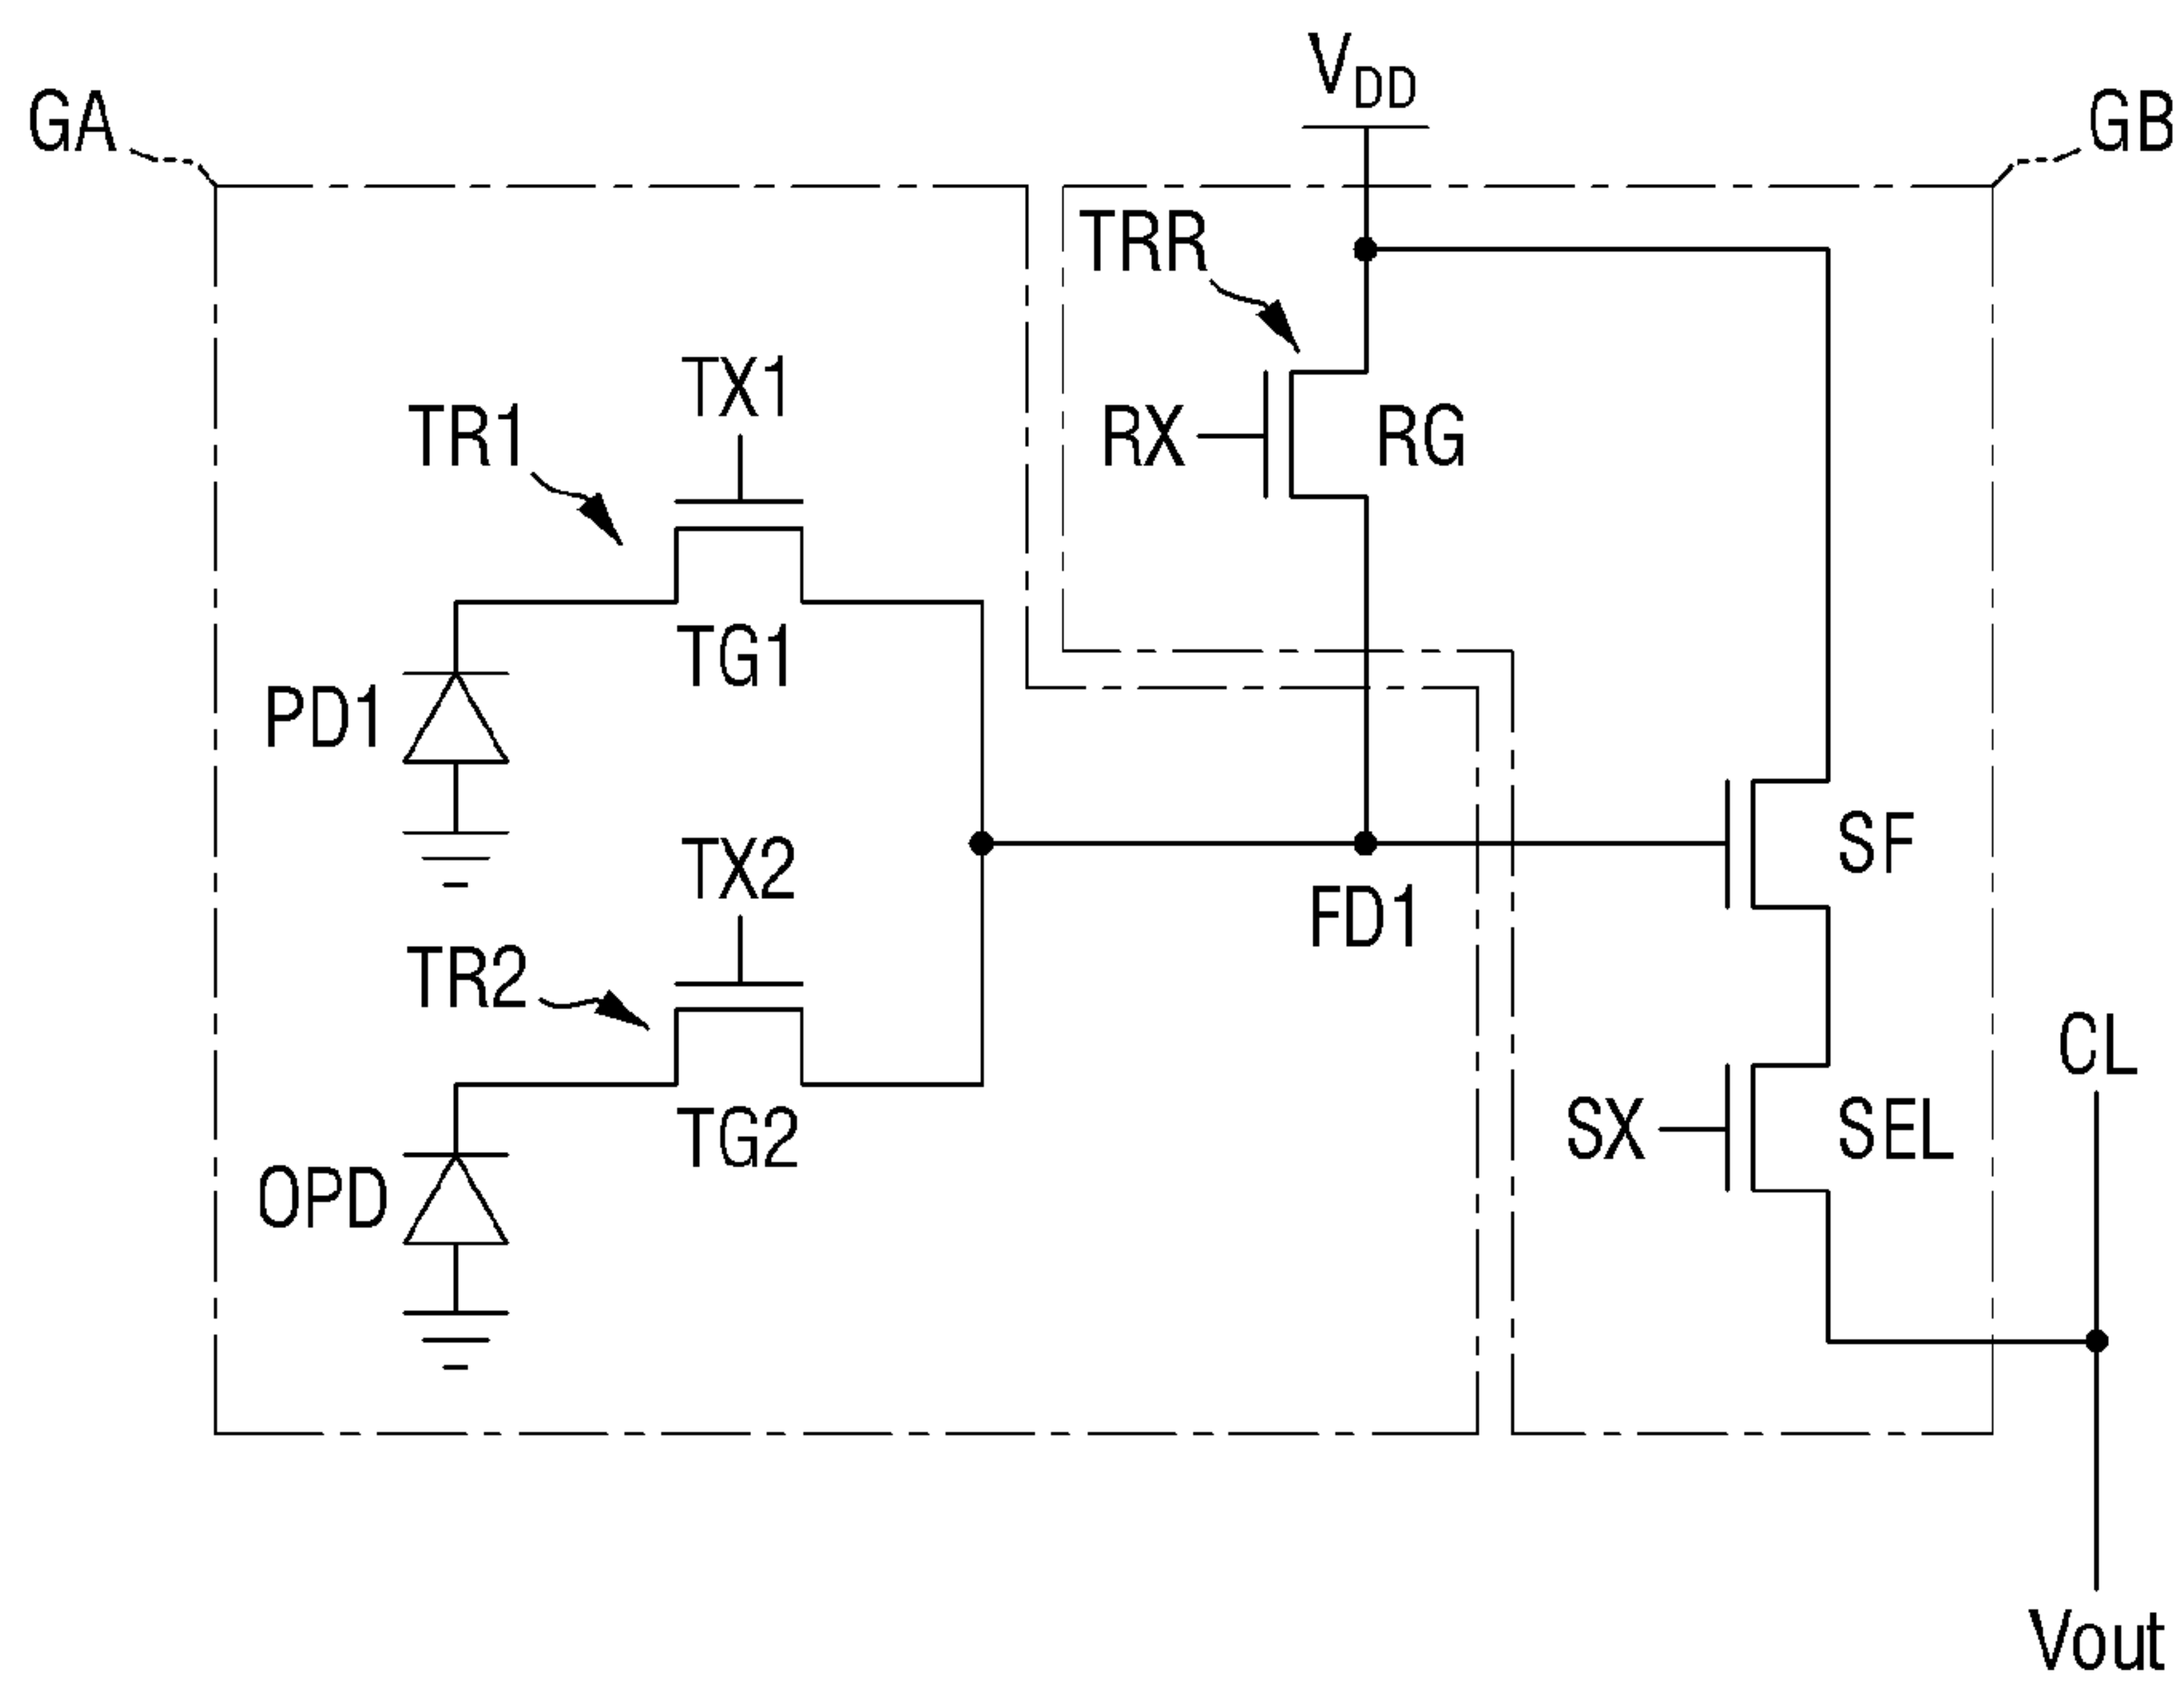 VDD
GA
GB
TRR
TX1
TR1
RX
RG
TG1
PD1
TX2
SF
FD1
TR2
CL
TG2
SX
SEL
OPD
Vout